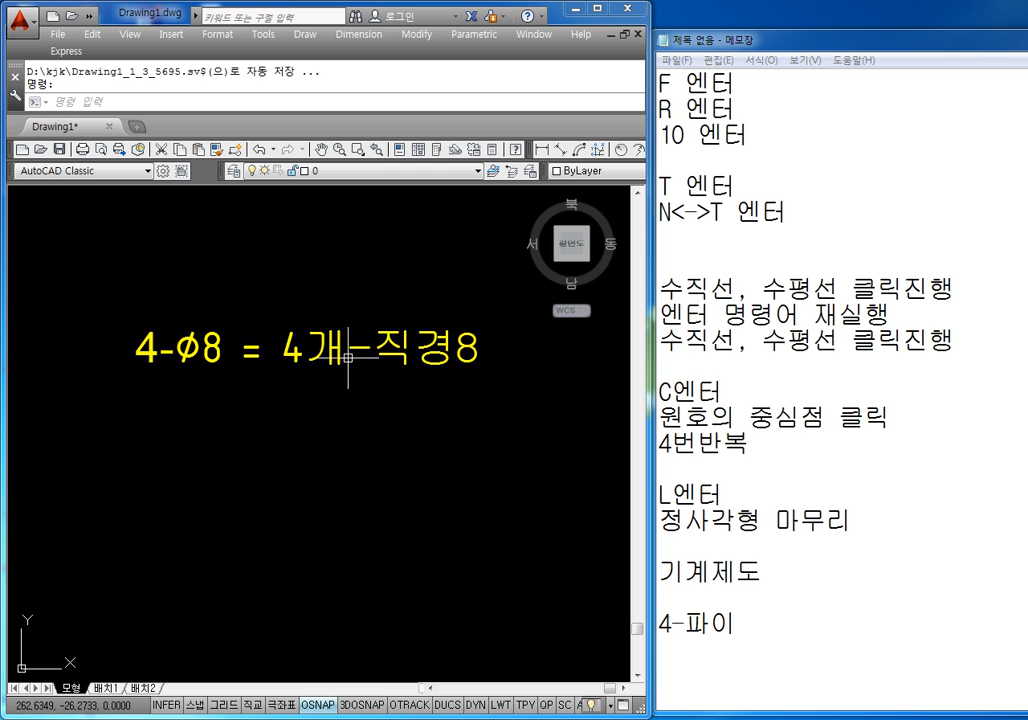 Drawing1.dwg
키워드 또는 구절 입력
로그인
File Edit View Insert Format Tools Draw Dimension Modify Parametric Window Help
Express
D:\kjk\Drawing1_1_3_5695.sv$(으)로 자동 저장 ...
명령:
명령 입력
Drawing1*
AutoCAD Classic
0
ByLayer
북
서
평면도
동
남
WCS
4-Ø8 = 4개-직경8
Y
X
모형 배치1 배치2
262,6349, -26,2733, 0,0000
INFER 스냅 그리드 직교 극좌표 OSNAP 3DOSNAP OTRACK DUCS DYN LWT TPY QP SC
제목 없음 - 메모장
파일(F) 편집(E) 서식(O) 보기(V) 도움말(H)
F 엔터
R 엔터
10 엔터
T 엔터
N<->T 엔터
수직선, 수평선 클릭진행
엔터 명령어 재실행
수직선, 수평선 클릭진행
C엔터
원호의 중심점 클릭
4번반복
L엔터
정사각형 마무리
기계제도
4-파이